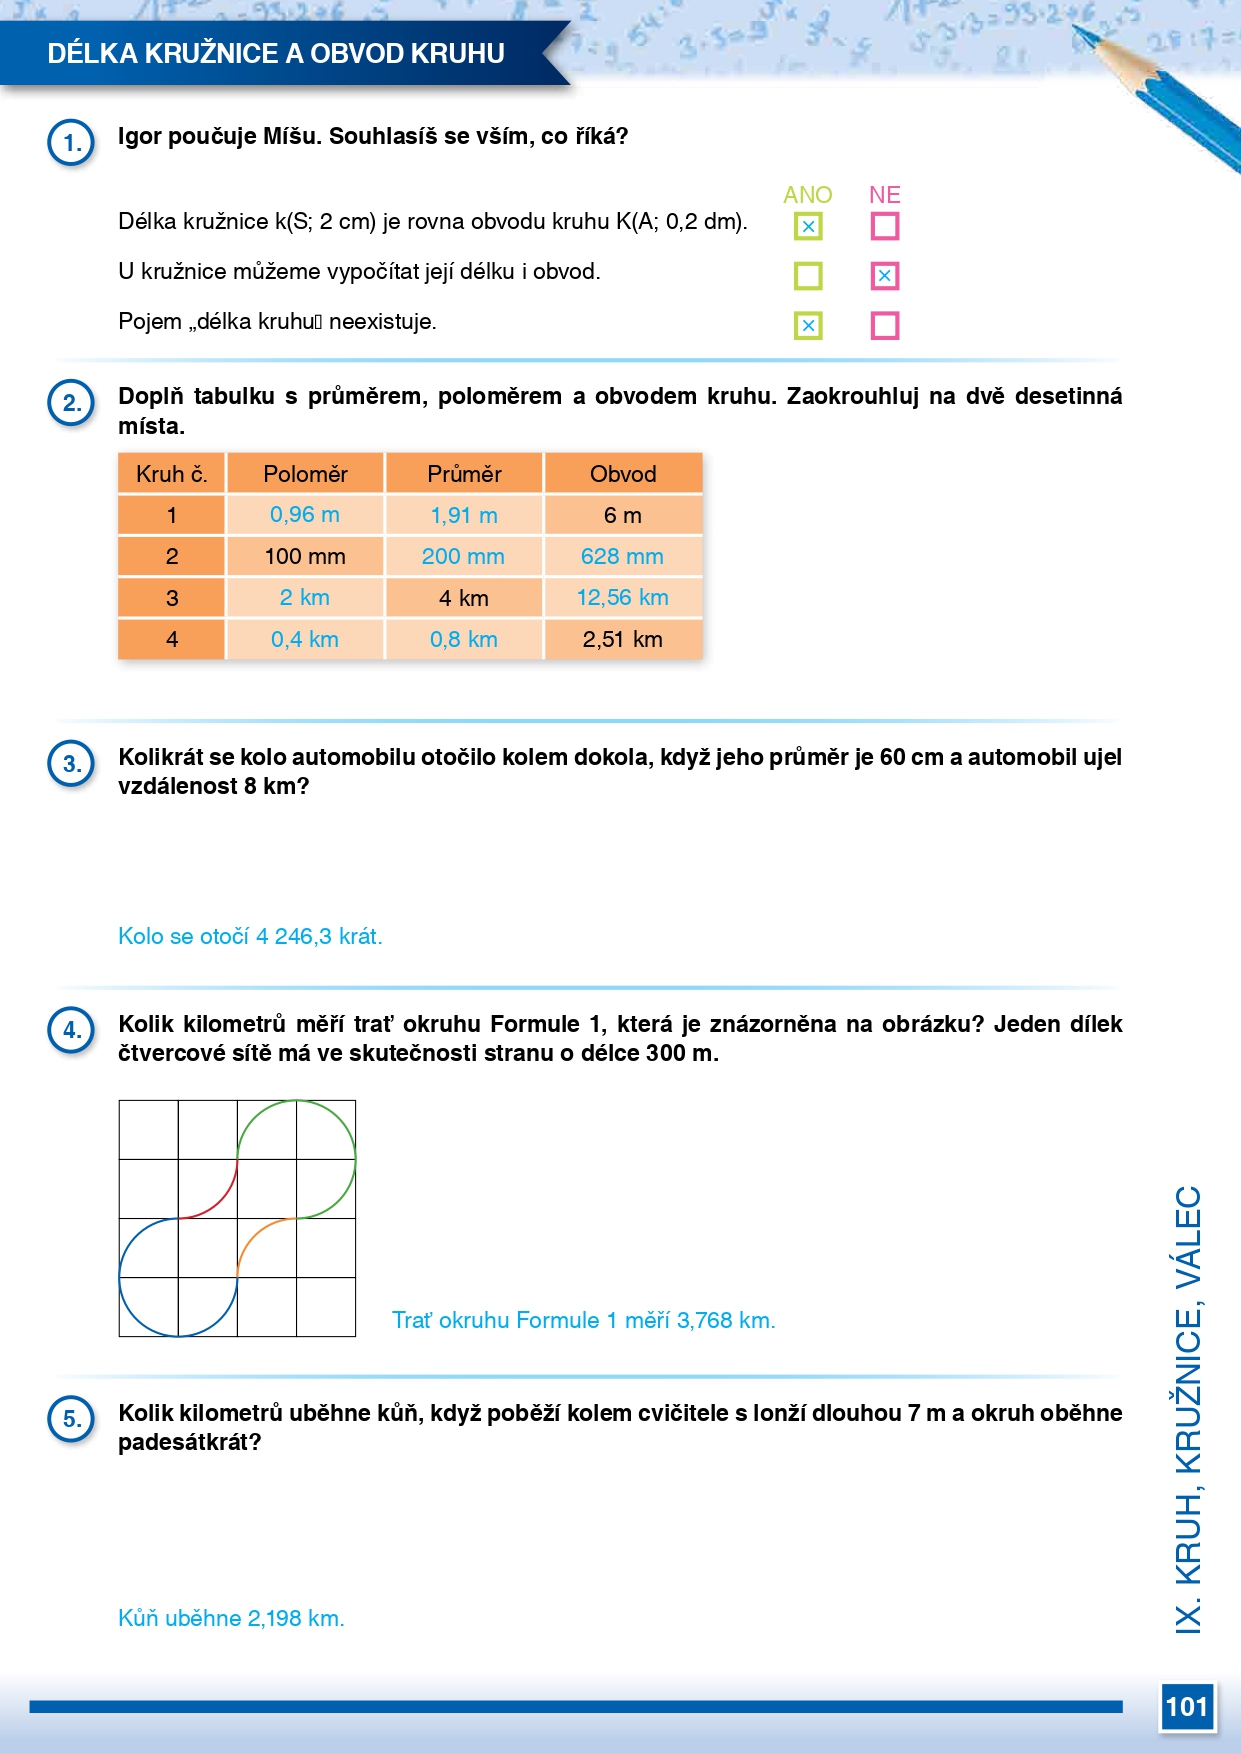 DÉLKA KRUŽNICE A OBVOD KRUHU
1. Igor poučuje Míšu. Souhlasíš se vším, co říká?
ANO NE
Délka kružnice k(S; 2 cm) je rovna obvodu kruhu K(A; 0,2 dm). ×
U kružnice můžeme vypočítat její délku i obvod. ×
Pojem „délka kruhu▯ neexistuje. ×
2. Doplň tabulku s průměrem, poloměrem a obvodem kruhu. Zaokrouhluj na dvě desetinná
místa.
Kruh č. Poloměr Průměr Obvod
1 0,96 m 1,91 m 6 m
2 100 mm 200 mm 628 mm
3 2 km 4 km 12,56 km
4 0,4 km 0,8 km 2,51 km
3. Kolikrát se kolo automobilu otočilo kolem dokola, když jeho průměr je 60 cm a automobil ujel
vzdálenost 8 km?
Kolo se otočí 4 246,3 krát.
4. Kolik kilometrů měří trať okruhu Formule 1, která je znázorněna na obrázku? Jeden dílek
čtvercové sítě má ve skutečnosti stranu o délce 300 m.
Trať okruhu Formule 1 měří 3,768 km.
5. Kolik kilometrů uběhne kůň, když poběží kolem cvičitele s lonží dlouhou 7 m a okruh oběhne
padesátkrát?
Kůň uběhne 2,198 km.
IX. KRUH, KRUŽNICE, VÁLEC
101